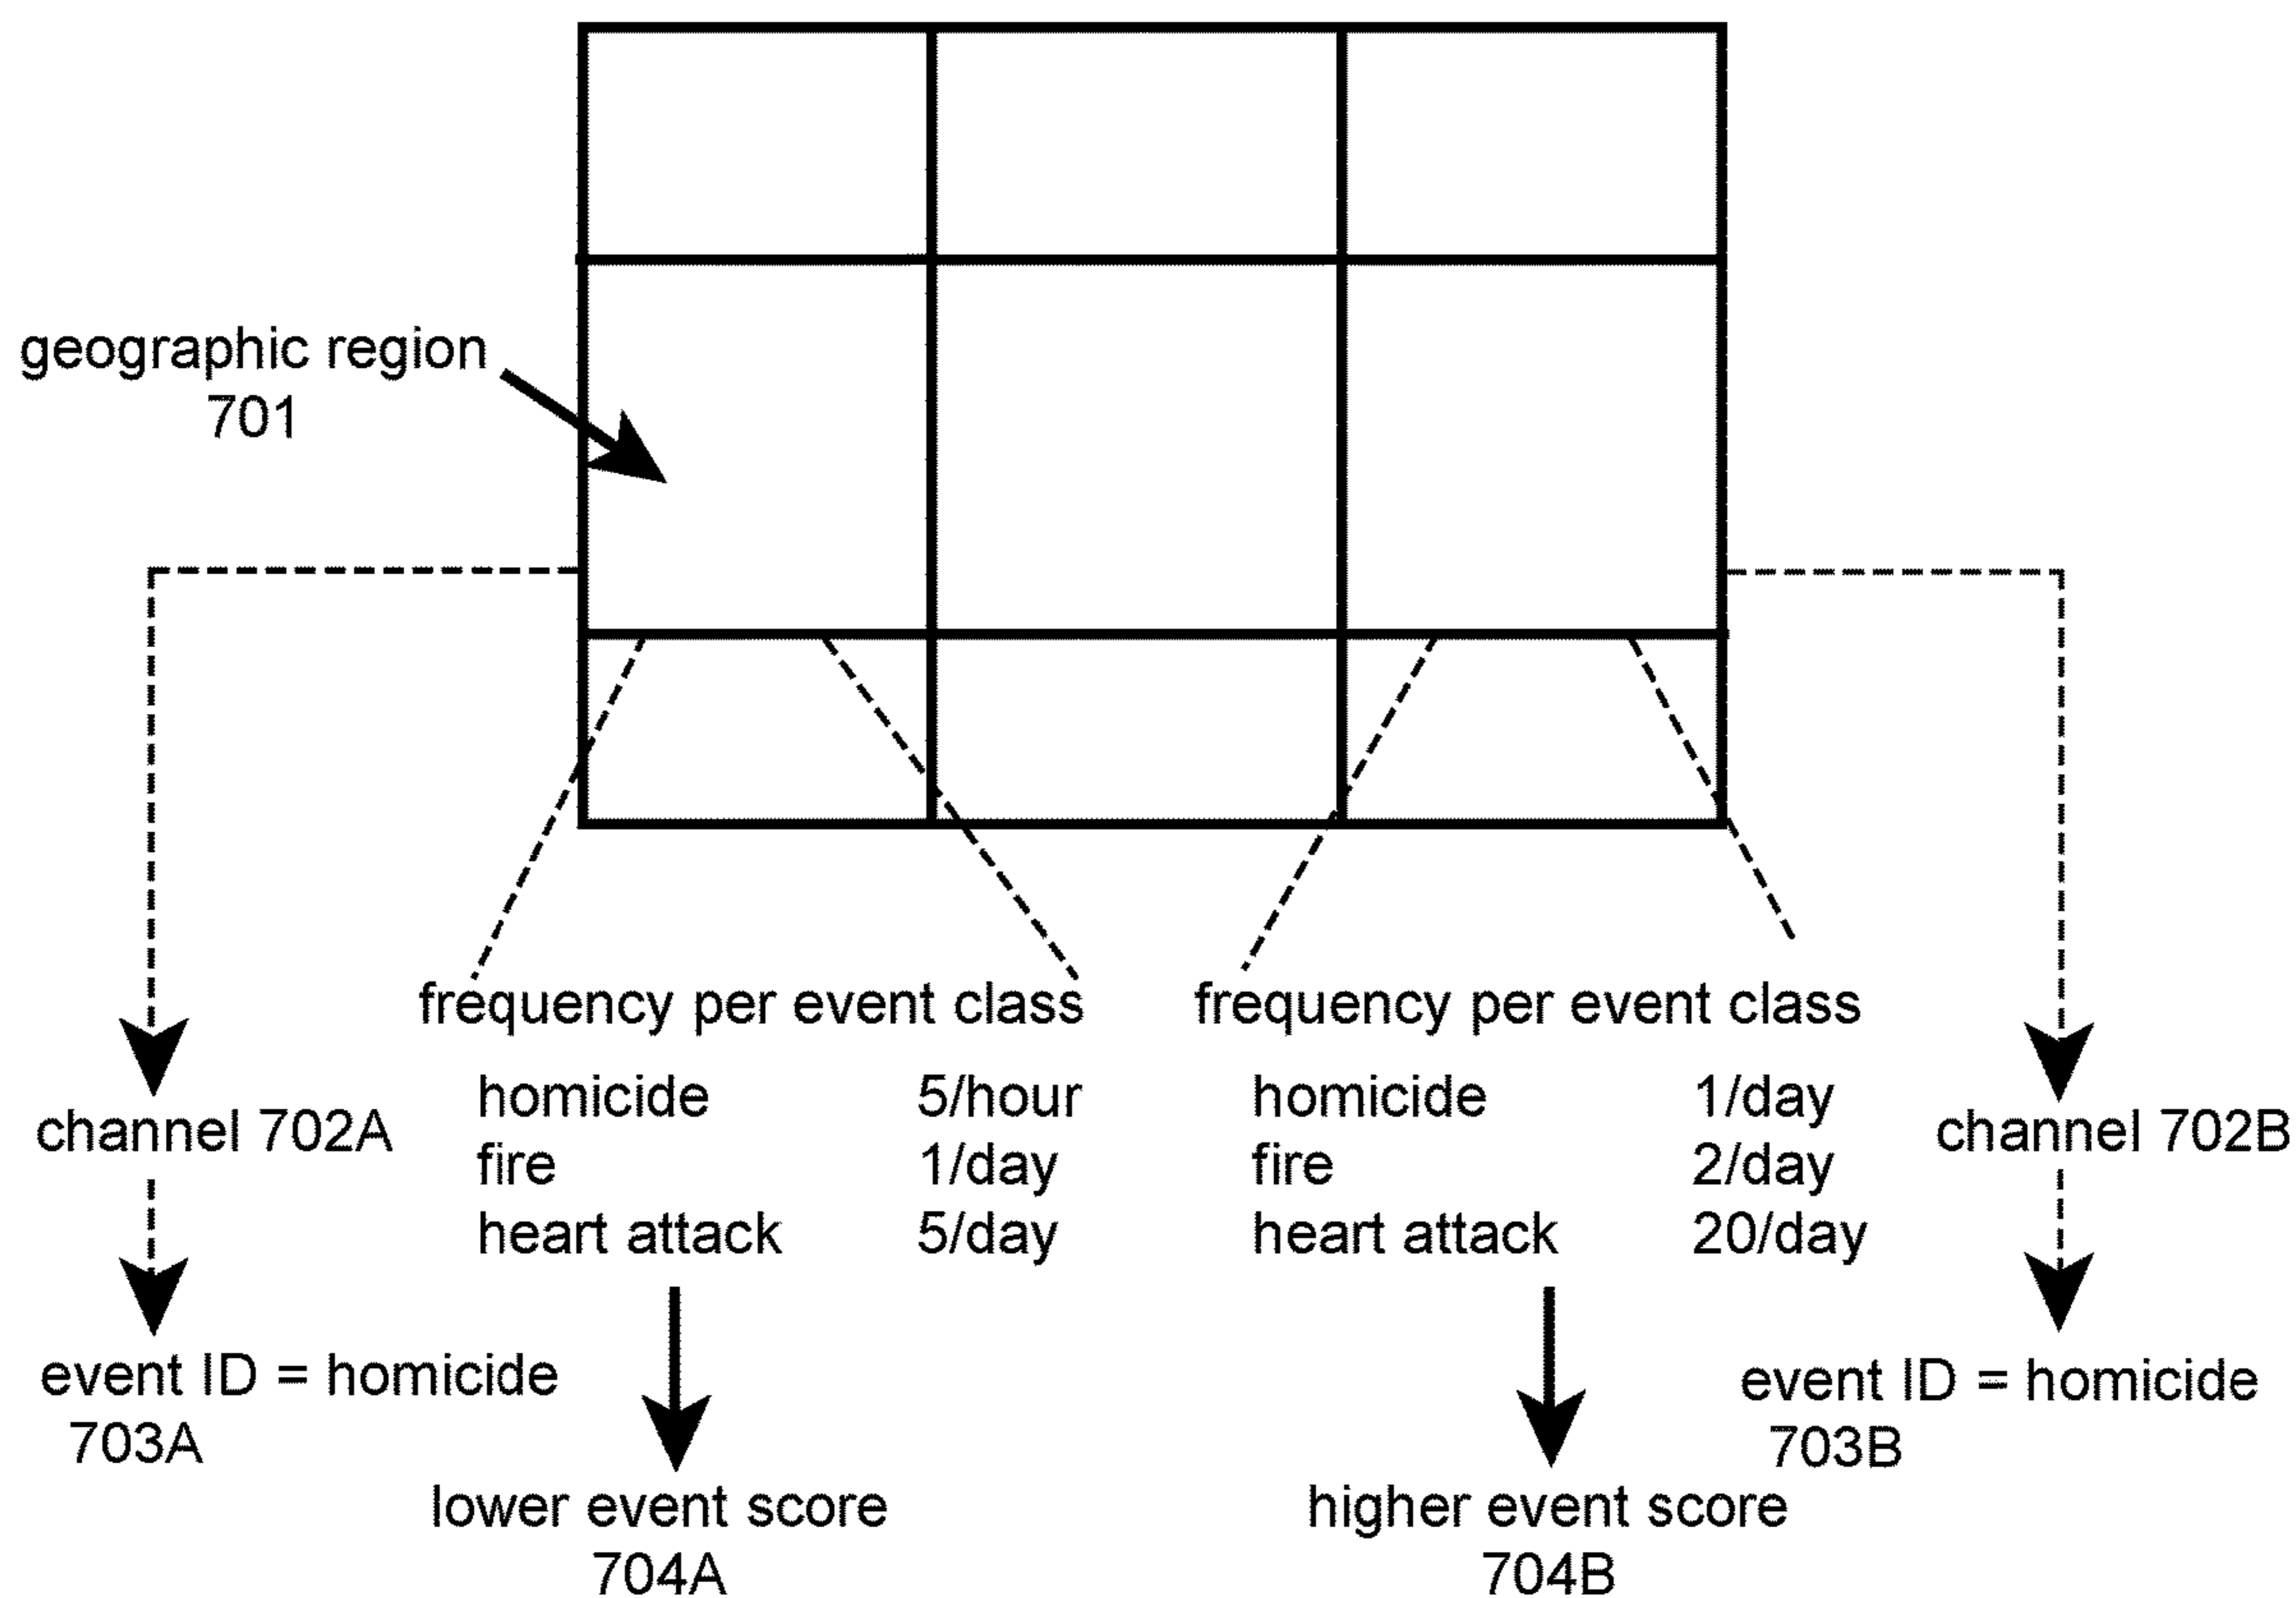 geographic region
701
frequency per event class
homicide 5/hour
fire 1/day
heart attack 5/day
frequency per event class
homicide 1/day
fire 2/day
heart attack 20/day
channel 702A
channel 702B
event ID = homicide
703A
event ID = homicide
703B
lower event score
704A
higher event score
704B